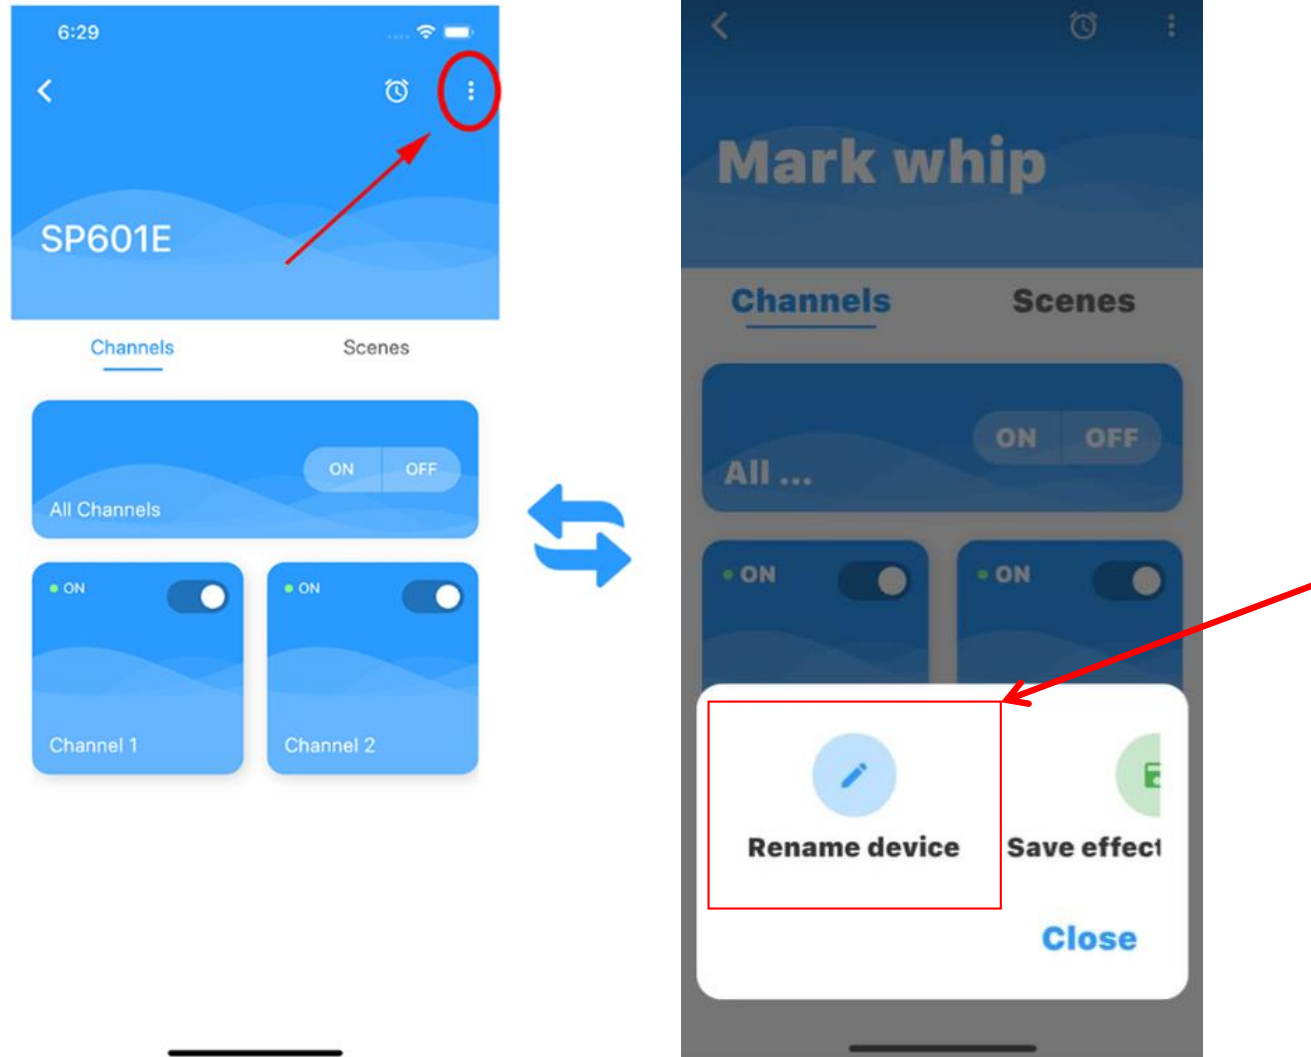 6:29
SP601E
Channels Scenes
ON OFF
All Channels
ON
ON
Channel 1
Channel 2
Mark whip
Channels Scenes
ON OFF
All ...
ON
ON
Rename device
Save effect
Close